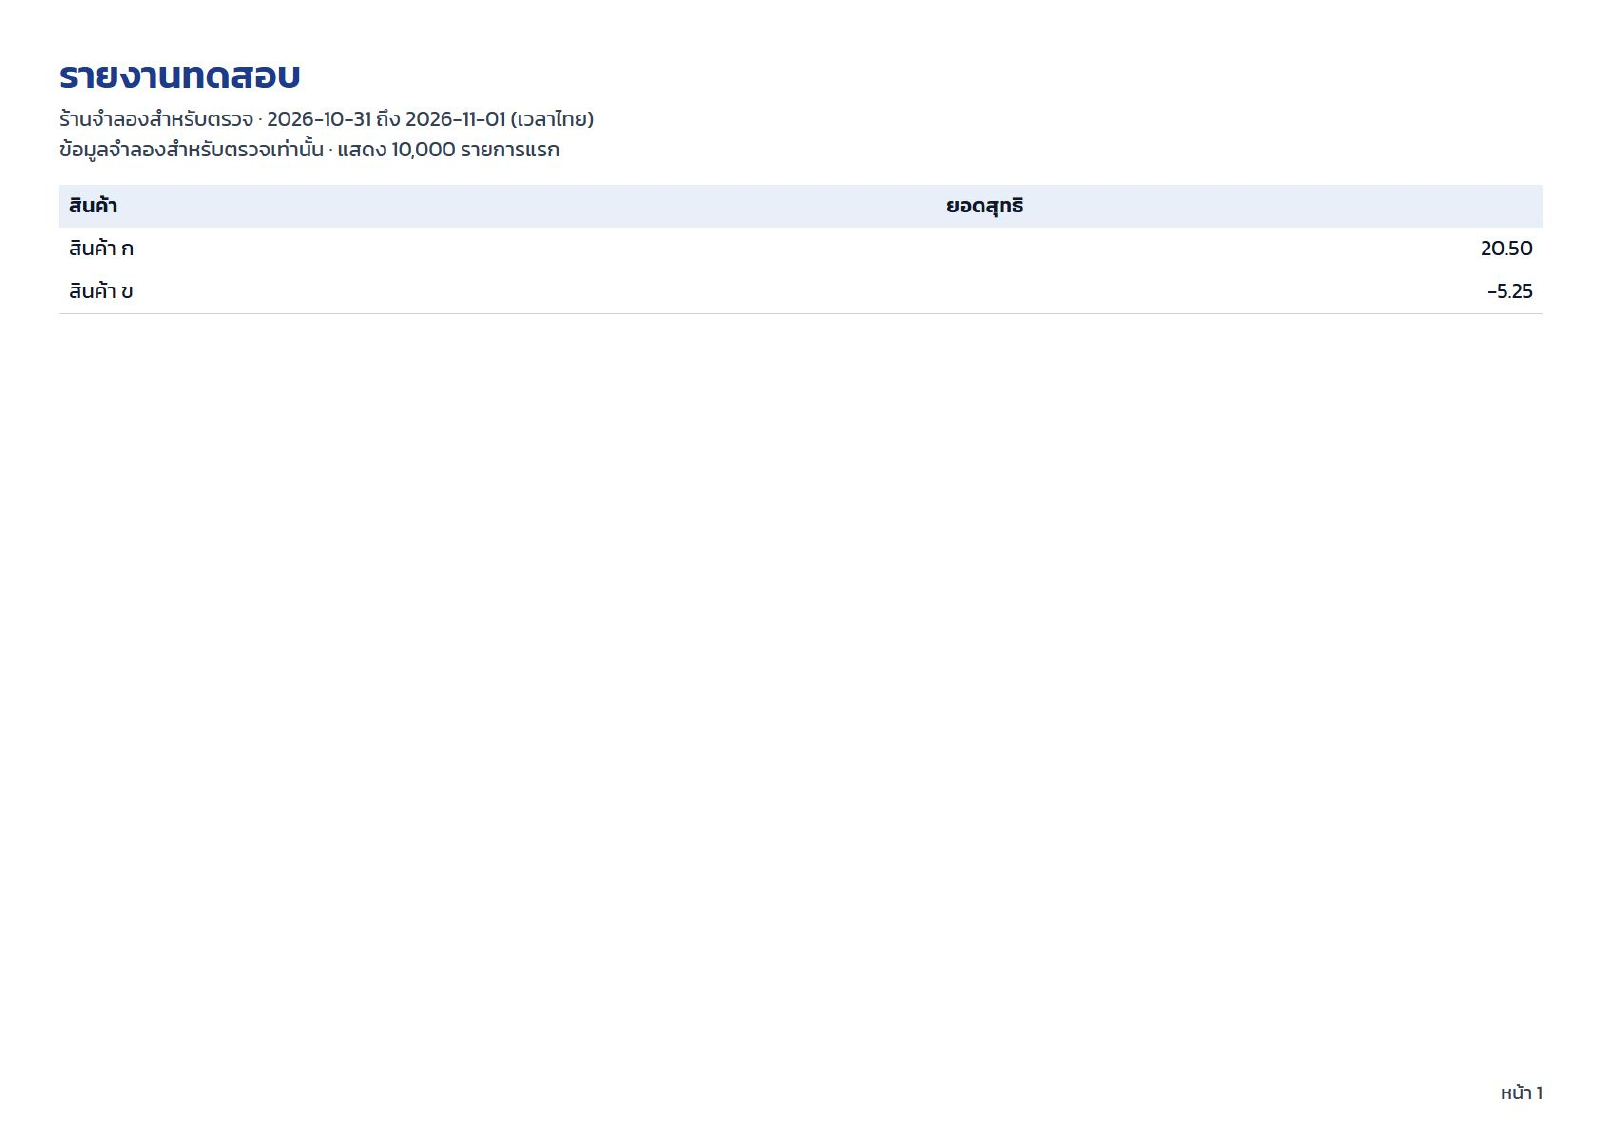 รายงานทดสอบ
ร้านจำลองสำหรับตรวจ · 2026-10-31 ถึง 2026-11-01 (เวลาไทย)
ข้อมูลจำลองสำหรับตรวจเท่านั้น · แสดง 10,000 รายการแรก
สินค้า ยอดสุทธิ
สินค้า ก 20.50
สินค้า ข -5.25
หน้า 1